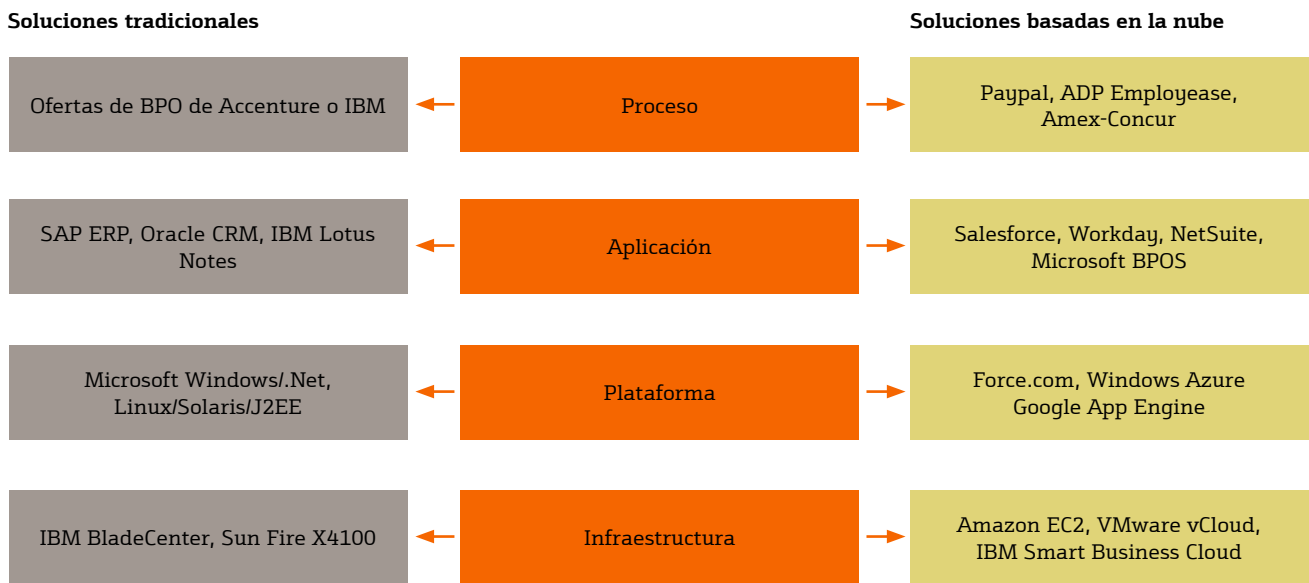 Soluciones tradicionales
Soluciones basadas en la nube
Ofertas de BPO de Accenture o IBM
Proceso
Paypal, ADP Employease,
Amex-Concur
SAP ERP, Oracle CRM, IBM Lotus
Notes
Aplicación
Salesforce, Workday, NetSuite,
Microsoft BPOS
Microsoft Windows/.Net,
Linux/Solaris/J2EE
Plataforma
Force.com, Windows Azure
Google App Engine
IBM BladeCenter, Sun Fire X4100
Infraestructura
Amazon EC2, VMware vCloud,
IBM Smart Business Cloud